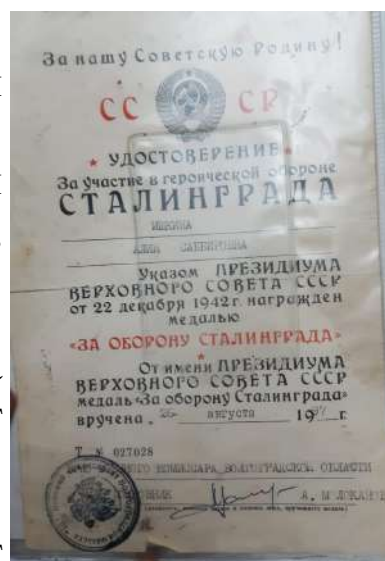 За нашу Советскую Родину!
СС СР
УДОСТОВЕРЕНИЕ
За участие в героической обороне
СТАЛИНГРАДА
Указом ПРЕЗИДИУМА
ВЕРХОВНОГО СОВЕТА СССР
от 22 декабря 1942 г. награжден
медалью
«ЗА ОБОРОНУ СТАЛИНГРАДА»
От имени ПРЕЗИДИУМА
ВЕРХОВНОГО СОВЕТА СССР
медаль «За оборону Сталинграда»
вручена августа 19 г.
Т № 027028
ВОЛГОГРАДСКОЙ ОБЛАСТИ